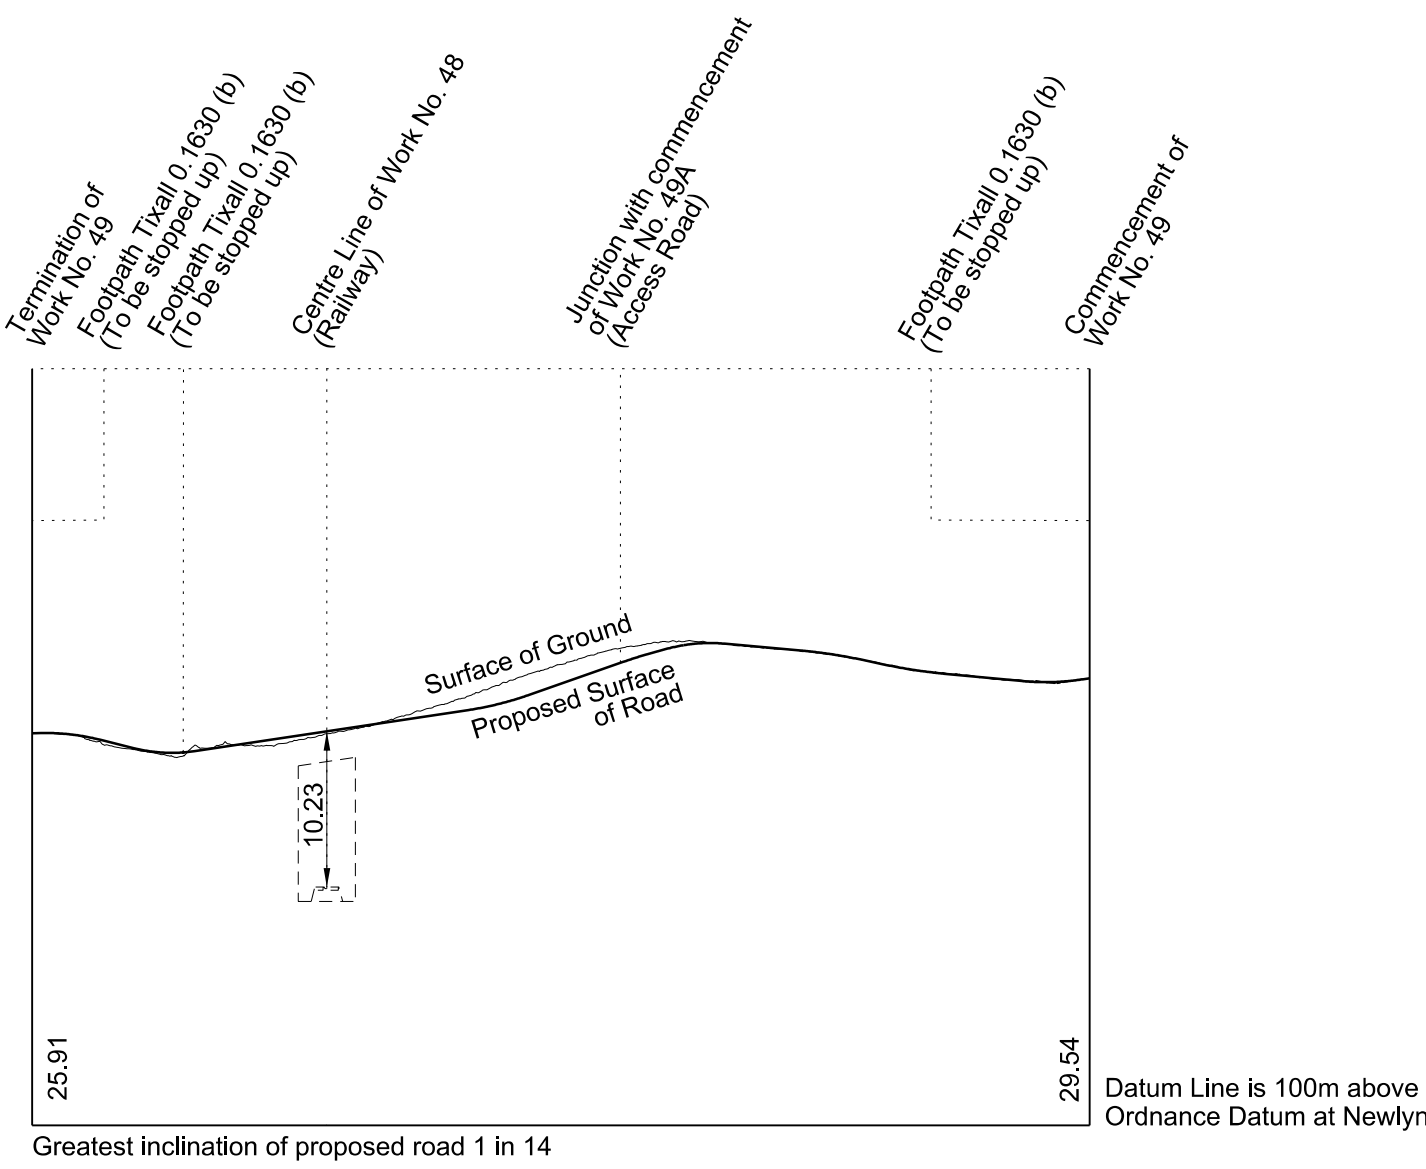 Termination of
Work No. 49
Footpath Tixall 0.1630 (b)
(To be stopped up)
Footpath Tixall 0.1630 (b)
(To be stopped up)
Centre Line of Work No. 48
(Railway)
Junction with commencement
of Work No. 49A
(Access Road)
Footpath Tixall 0.1630 (b)
(To be stopped up)
Commencement of
Work No. 49
Surface of Ground
Proposed Surface
of Road
10.23
25.91
29.54
Datum Line is 100m above
Ordnance Datum at Newlyn
Greatest inclination of proposed road 1 in 14